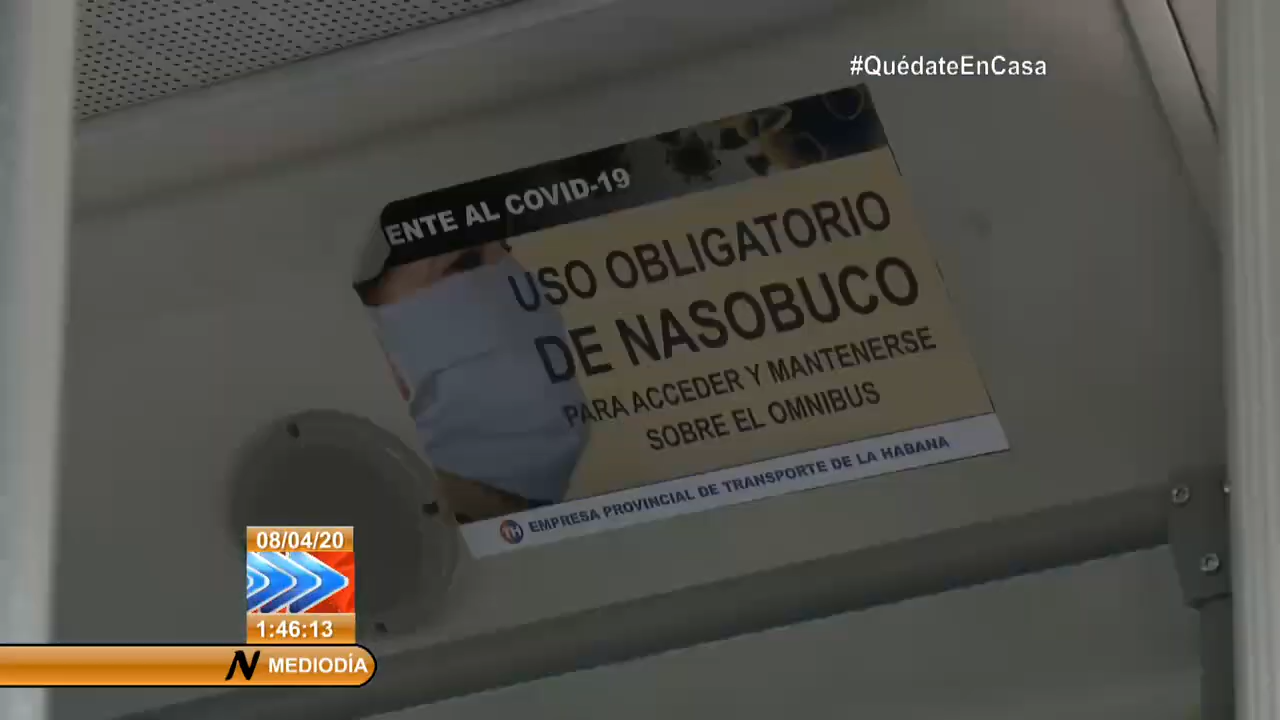 #QuédateEnCasa
ENTE AL COVID-19
USO OBLIGATORIO
DE NASOBUCO
PARA ACCEDER Y MANTENERSE
SOBRE EL OMNIBUS
TH EMPRESA PROVINCIAL DE TRANSPORTE DE LA HABANA
08/04/20
1:46:13
N MEDIODÍA